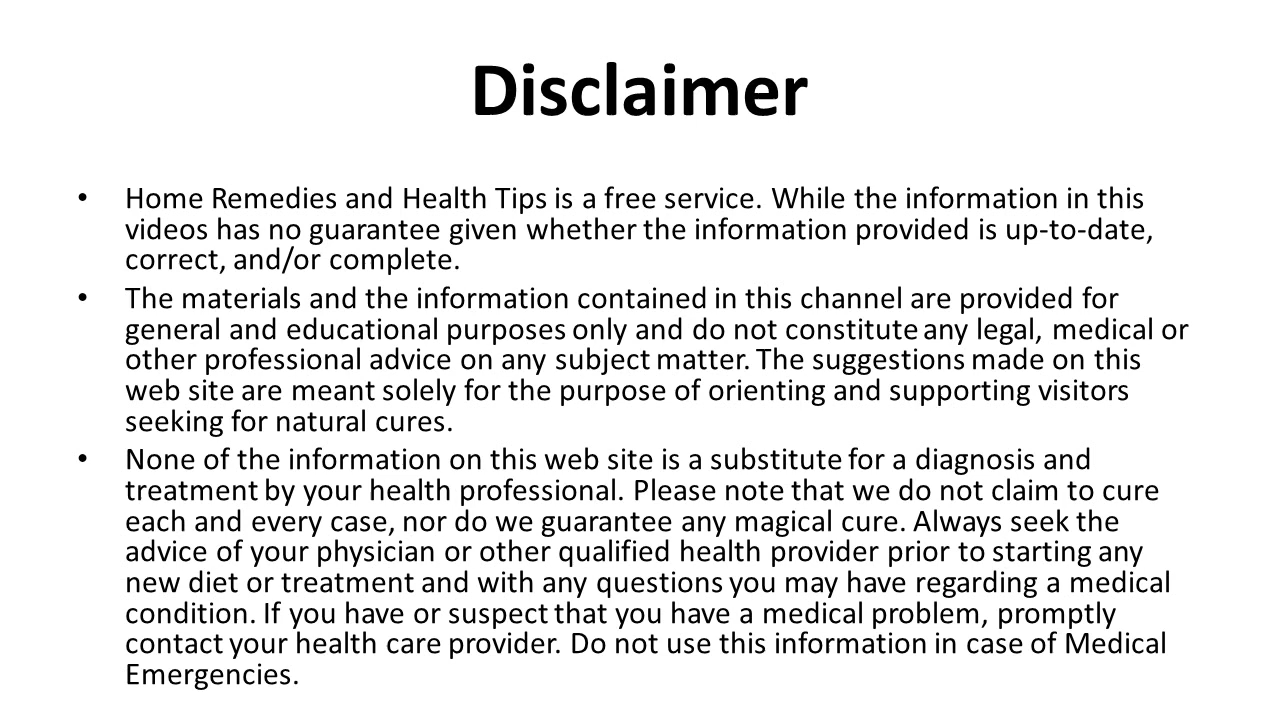 Disclaimer
• Home Remedies and Health Tips is a free service. While the information in this
videos has no guarantee given whether the information provided is up-to-date,
correct, and/or complete.
• The materials and the information contained in this channel are provided for
general and educational purposes only and do not constitute any legal, medical or
other professional advice on any subject matter. The suggestions made on this
web site are meant solely for the purpose of orienting and supporting visitors
seeking for natural cures.
• None of the information on this web site is a substitute for a diagnosis and
treatment by your health professional. Please note that we do not claim to cure
each and every case, nor do we guarantee any magical cure. Always seek the
advice of your physician or other qualified health provider prior to starting any
new diet or treatment and with any questions you may have regarding a medical
condition. If you have or suspect that you have a medical problem, promptly
contact your health care provider. Do not use this information in case of Medical
Emergencies.